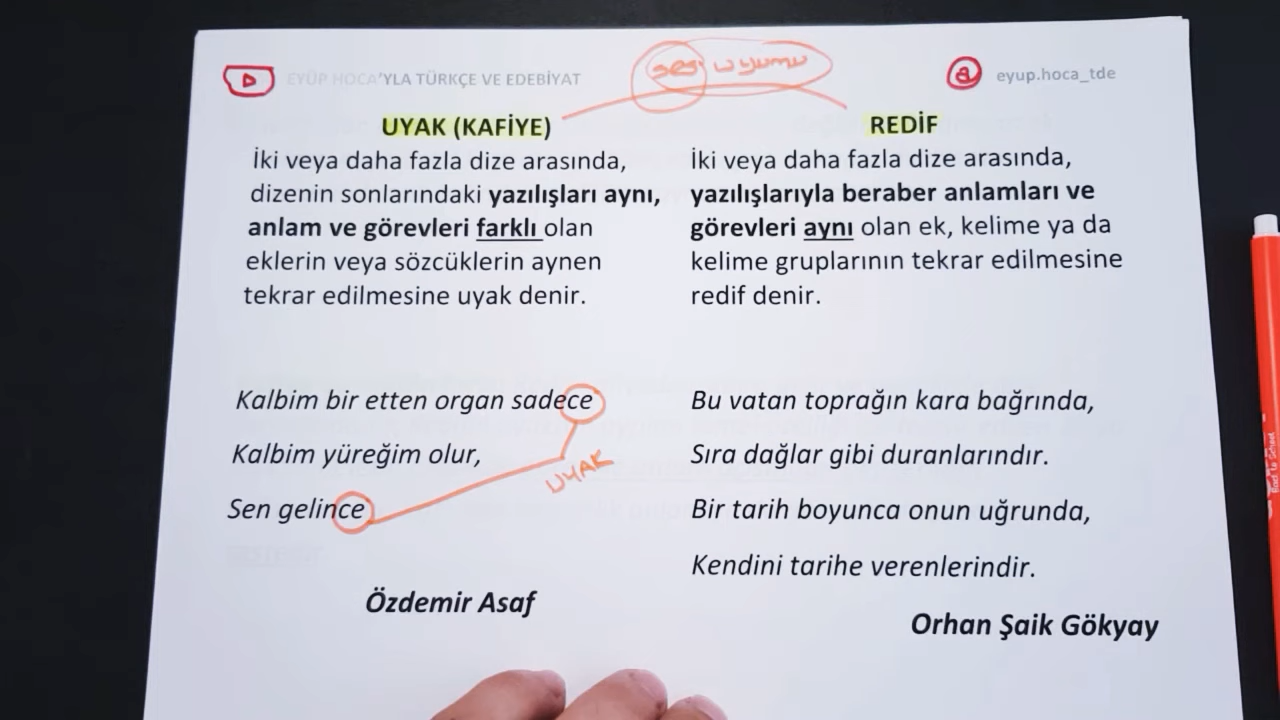 EYÜP HOCA'YLA TÜRKÇE VE EDEBİYAT
ses uyumu
eyup.hoca_tde
UYAK (KAFİYE)
İki veya daha fazla dize arasında,
dizenin sonlarındaki yazılışları aynı,
anlam ve görevleri farklı olan
eklerin veya sözcüklerin aynen
tekrar edilmesine uyak denir.
Kalbim bir etten organ sadece
Kalbim yüreğim olur,
UYAK
Sen gelince
Özdemir Asaf
REDİF
İki veya daha fazla dize arasında,
yazılışlarıyla beraber anlamları ve
görevleri aynı olan ek, kelime ya da
kelime gruplarının tekrar edilmesine
redif denir.
Bu vatan toprağın kara bağrında,
Sıra dağlar gibi duranlarındır.
Bir tarih boyunca onun uğrunda,
Kendini tarihe verenlerindir.
Orhan Şaik Gökyay